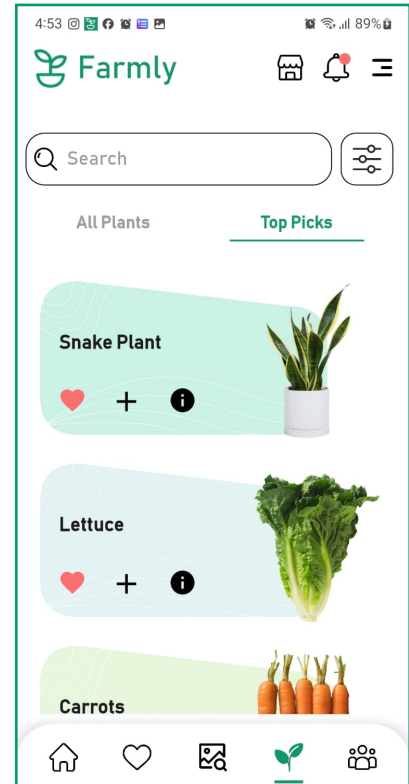 4:53 89%
Farmly
Search
All Plants Top Picks
Snake Plant
Lettuce
Carrots